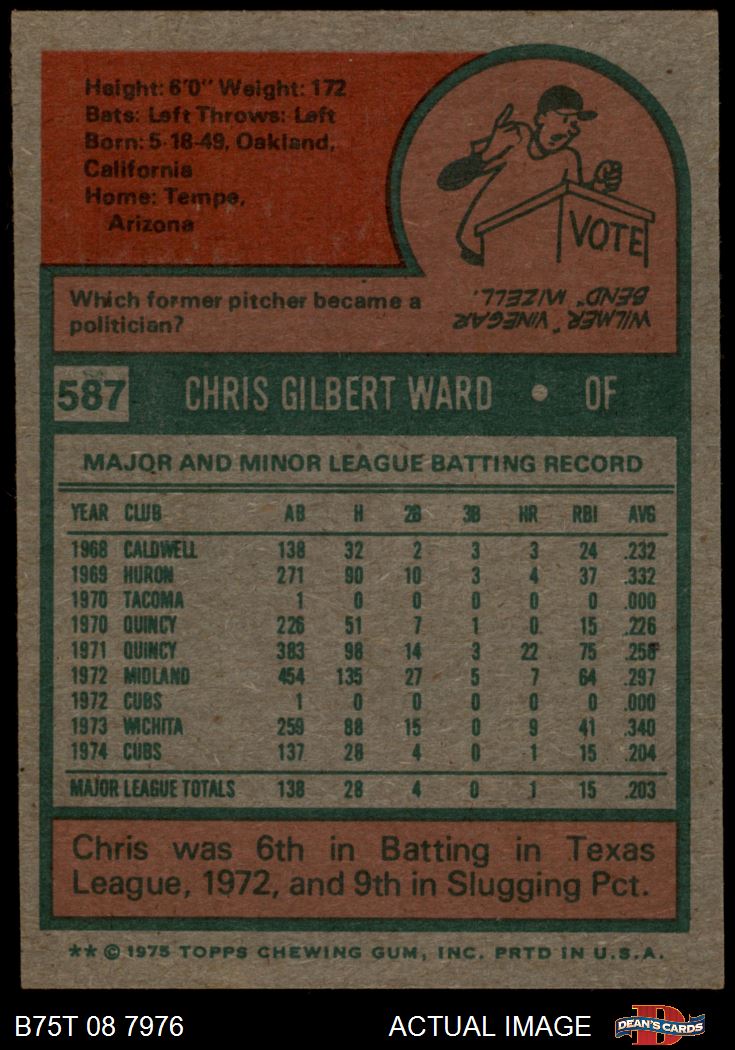 Height: 6'0" Weight: 172
Bats: Left Throws: Left
Born: 5-18-49, Oakland,
California
Home: Tempe,
Arizona
VOTE
Which former pitcher became a
politician?
WILMER "VINEGAR
BEND" MIZELL.
587 CHRIS GILBERT WARD • OF
MAJOR AND MINOR LEAGUE BATTING RECORD
YEAR CLUB AB H 2B 3B HR RBI AVG
1968 CALDWELL 138 32 2 3 3 24 .232
1969 HURON 271 90 10 3 4 37 .332
1970 TACOMA 1 0 0 0 0 0 .000
1970 QUINCY 226 51 7 1 0 15 .226
1971 QUINCY 383 98 14 3 22 75 .256
1972 MIDLAND 454 135 27 5 7 64 .297
1972 CUBS 1 0 0 0 0 0 .000
1973 WICHITA 259 88 15 0 9 41 .340
1974 CUBS 137 28 4 0 1 15 .204
MAJOR LEAGUE TOTALS 138 28 4 0 1 15 .203
Chris was 6th in Batting in Texas
League, 1972, and 9th in Slugging Pct.
** © 1975 TOPPS CHEWING GUM, INC. PRTD IN U.S.A.
B75T 08 7976 ACTUAL IMAGE DEAN'S CARDS